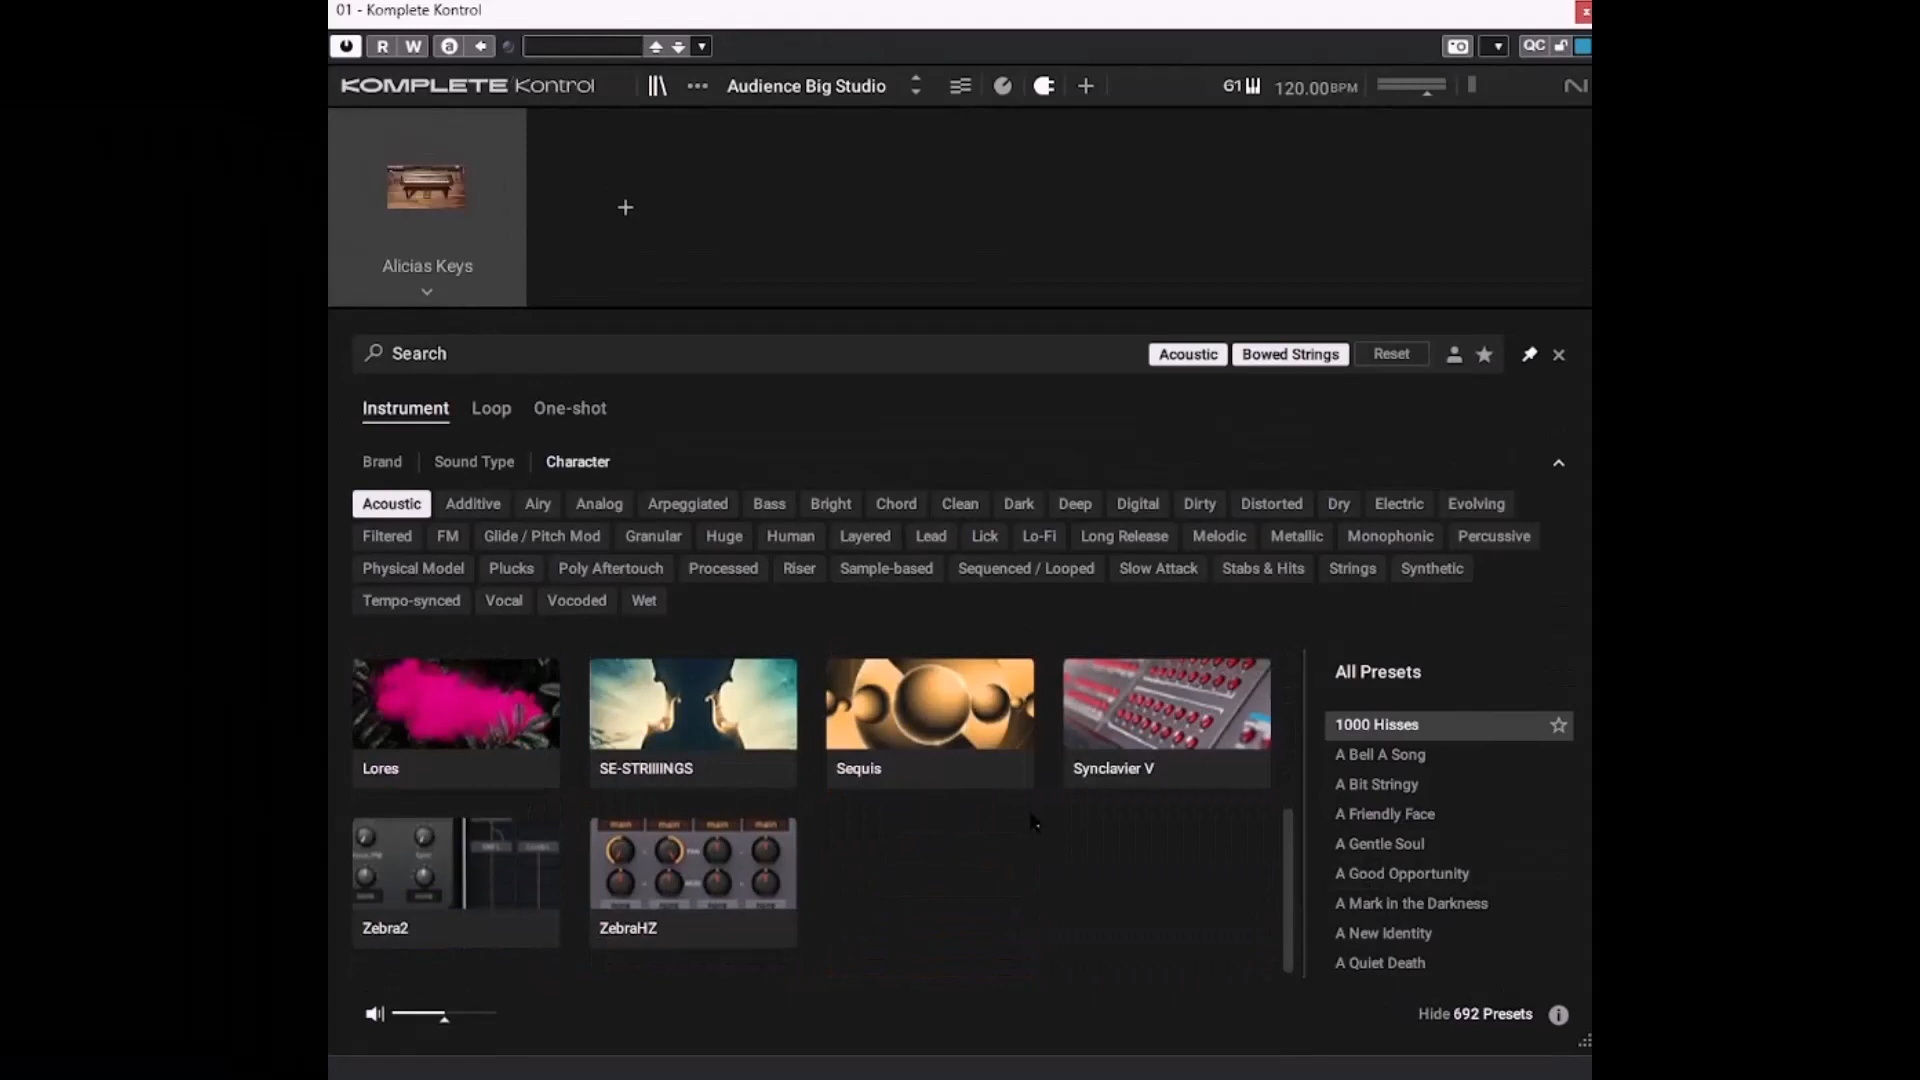 01 - Komplete Kontrol
R W a QC
KOMPLETE Kontrol Audience Big Studio G1 120.00BPM
Alicias Keys
Search Acoustic Bowed Strings Reset
Instrument Loop One-shot
Brand Sound Type Character
Acoustic Additive Airy Analog Arpeggiated Bass Bright Chord Clean Dark Deep Digital Dirty Distorted Dry Electric Evolving
Filtered FM Glide / Pitch Mod Granular Huge Human Layered Lead Lick Lo-Fi Long Release Melodic Metallic Monophonic Percussive
Physical Model Plucks Poly Aftertouch Processed Riser Sample-based Sequenced / Looped Slow Attack Stabs & Hits Strings Synthetic
Tempo-synced Vocal Vocoded Wet
Lores SE-STRIIIINGS Sequis Synclavier V
main main main main
Zebra2 ZebraHZ
All Presets
1000 Hisses
A Bell A Song
A Bit Stringy
A Friendly Face
A Gentle Soul
A Good Opportunity
A Mark in the Darkness
A New Identity
A Quiet Death
Hide 692 Presets